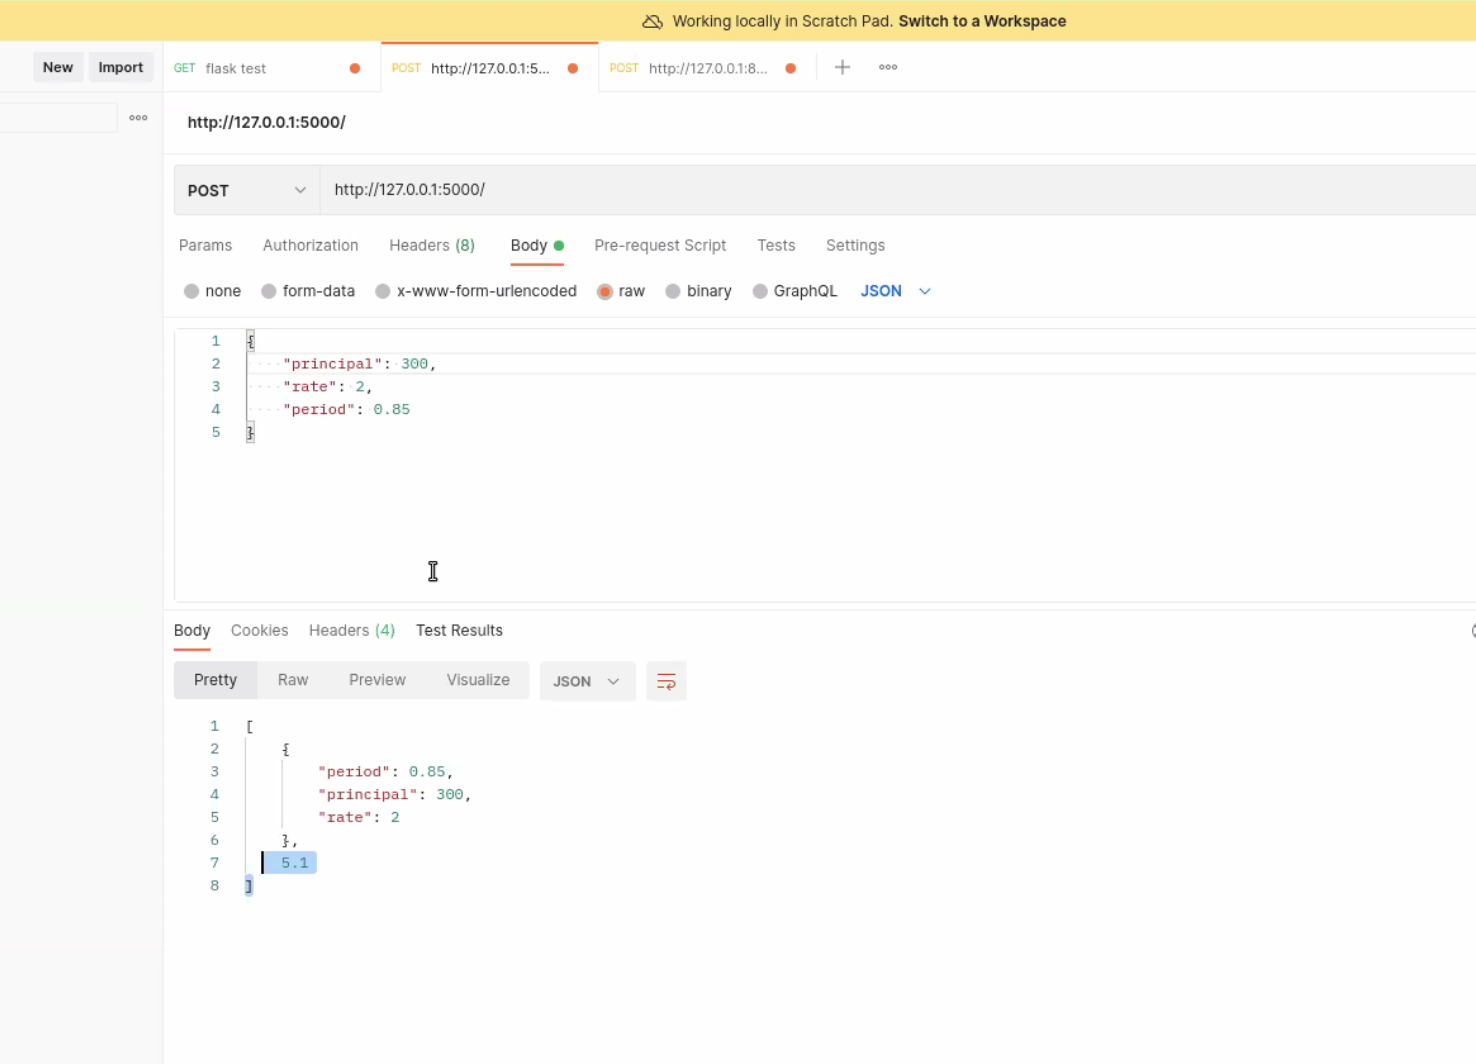 Working locally in Scratch Pad. Switch to a Workspace
New Import GET flask test POST http://127.0.0.1:5... POST http://127.0.0.1:8...
http://127.0.0.1:5000/
POST http://127.0.0.1:5000/
Params Authorization Headers (8) Body Pre-request Script Tests Settings
none form-data x-www-form-urlencoded raw binary GraphQL JSON
1 {
2 "principal": 300,
3 "rate": 2,
4 "period": 0.85
5 }
Body Cookies Headers (4) Test Results
Pretty Raw Preview Visualize JSON
1 [
2 {
3 "period": 0.85,
4 "principal": 300,
5 "rate": 2
6 },
7 5.1
8 ]